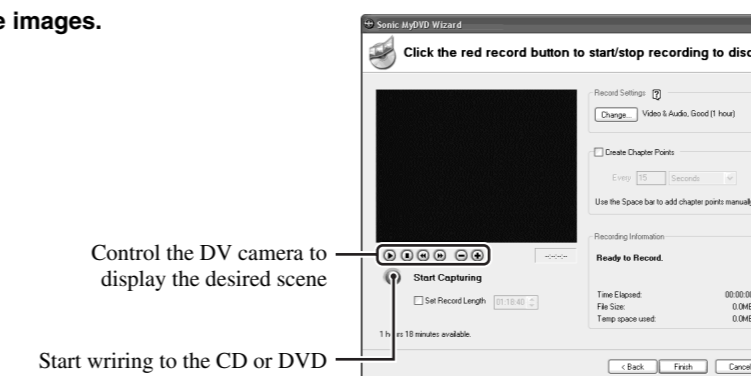 e images.
Sonic MyDVD Wizard
Click the red record button to start/stop recording to disc
Record Settings ?
Change... Video & Audio, Good (1 hour)
Create Chapter Points
Every 15 Seconds
Use the Space bar to add chapter points manually
Control the DV camera to
display the desired scene
--:--:--
Recording Information
Ready to Record.
Start Capturing
Set Record Length 01:18:40
Time Elapsed: 00:00:00
File Size: 0.0MB
Temp space used: 0.0MB
minutes available.
1 18
Start wriring to the CD or DVD
< Back Finish Cancel